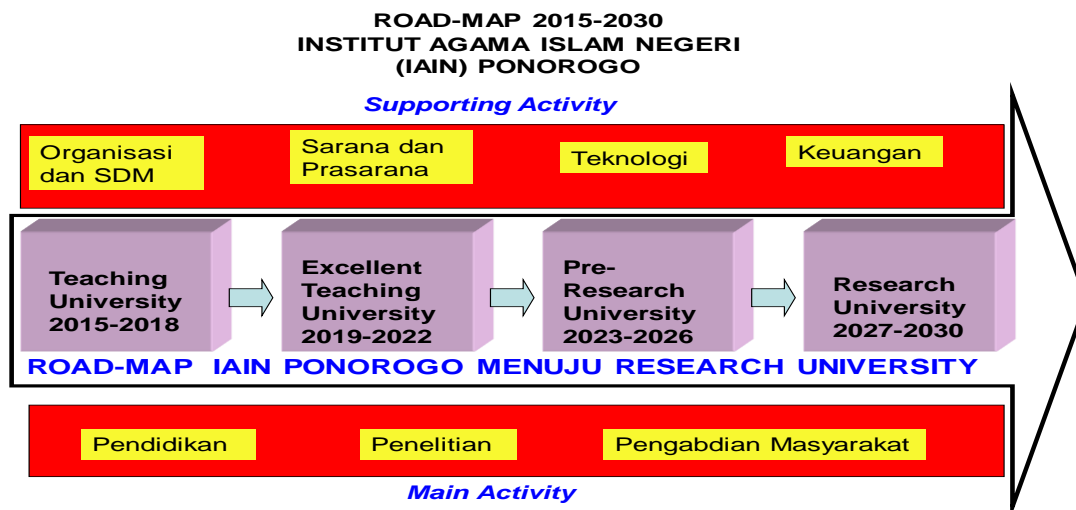 ROAD-MAP 2015-2030
INSTITUT AGAMA ISLAM NEGERI
(IAIN) PONOROGO
Supporting Activity
Organisasi
dan SDM
Sarana dan
Prasarana
Teknologi
Keuangan
Teaching
University
2015-2018
Excellent
Teaching
University
2019-2022
Pre-
Research
University
2023-2026
Research
University
2027-2030
ROAD-MAP IAIN PONOROGO MENUJU RESEARCH UNIVERSITY
Pendidikan
Penelitian
Pengabdian Masyarakat
Main Activity